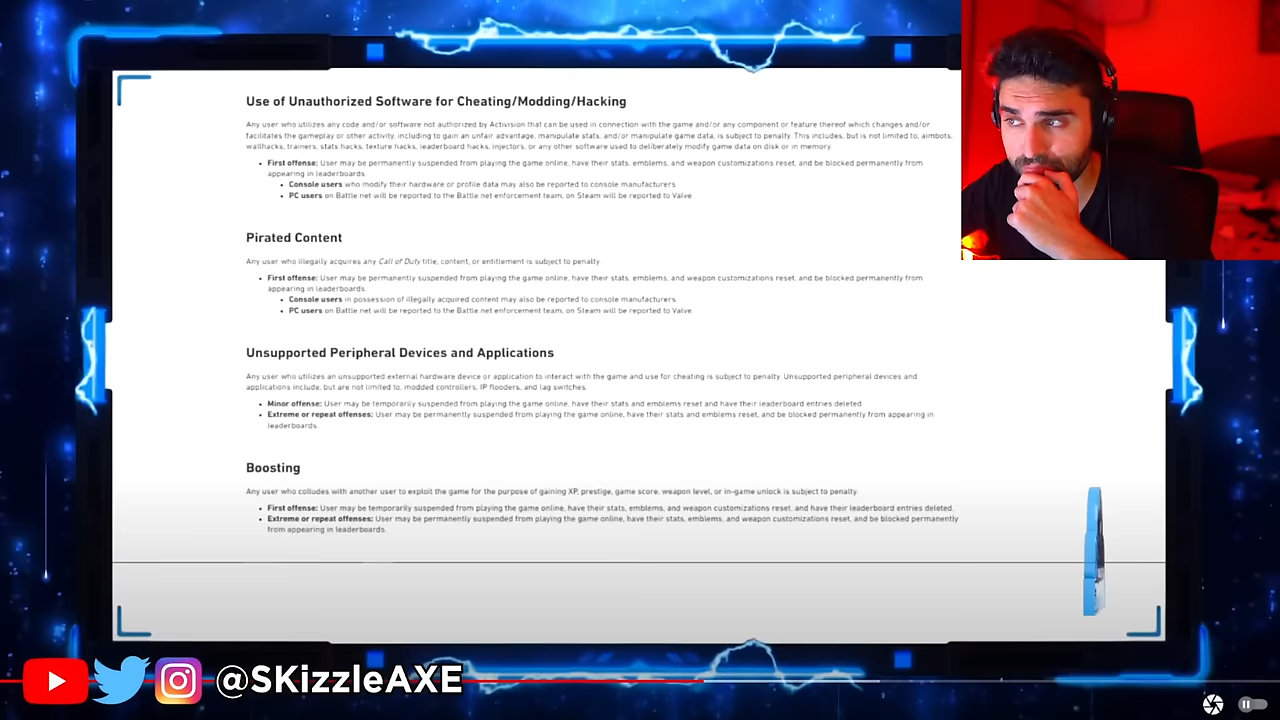 Use of Unauthorized Software for Cheating/Modding/Hacking
Any user who utilizes any code and/or software not authorized by Activision that can be used in connection with the game and/or any component or feature thereof which changes and/or
facilitates the gameplay or other activity, including to gain an unfair advantage, manipulate stats, and/or manipulate game data, is subject to penalty. This includes, but is not limited to, aimbots,
wallhacks, trainers, stats hacks, texture hacks, leaderboard hacks, injectors, or any other software used to deliberately modify game data on disk or in memory.
• First offense: User may be permanently suspended from playing the game online, have their stats, emblems, and weapon customizations reset, and be blocked permanently from
appearing in leaderboards
• Console users who modify their hardware or profile data may also be reported to console manufacturers
• PC users on Battle net will be reported to the Battle net enforcement team, on Steam will be reported to Valve
Pirated Content
Any user who illegally acquires any Call of Duty title, content, or entitlement is subject to penalty.
• First offense: User may be permanently suspended from playing the game online, have their stats, emblems, and weapon customizations reset, and be blocked permanently from
appearing in leaderboards
• Console users in possession of illegally acquired content may also be reported to console manufacturers
• PC users on Battle net will be reported to the Battle net enforcement team, on Steam will be reported to Valve
Unsupported Peripheral Devices and Applications
Any user who utilizes an unsupported external hardware device or application to interact with the game and use for cheating is subject to penalty. Unsupported peripheral devices and
applications include, but are not limited to, modded controllers, IP flooders, and lag switches.
• Minor offense: User may be temporarily suspended from playing the game online, have their stats and emblems reset and have their leaderboard entries deleted
• Extreme or repeat offenses: User may be permanently suspended from playing the game online, have their stats and emblems reset, and be blocked permanently from appearing in
leaderboards.
Boosting
Any user who colludes with another user to exploit the game for the purpose of gaining XP, prestige, game score, weapon level, or in-game unlock is subject to penalty.
• First offense: User may be temporarily suspended from playing the game online, have their stats, emblems, and weapon customizations reset, and have their leaderboard entries deleted.
• Extreme or repeat offenses: User may be permanently suspended from playing the game online, have their stats, emblems, and weapon customizations reset, and be blocked permanently
from appearing in leaderboards.
@SKizzleAXE